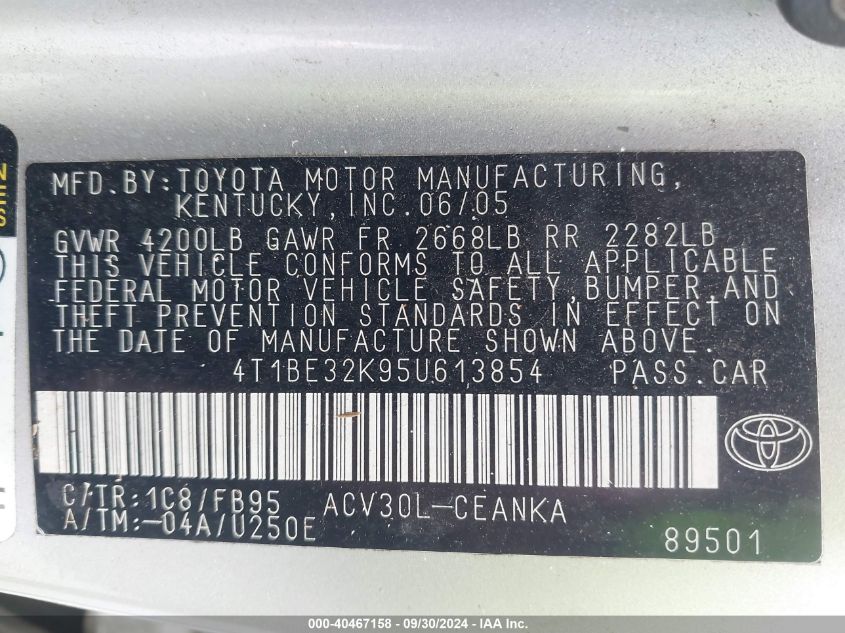 MFD.BY:TOYOTA MOTOR MANUFACTURING,
KENTUCKY,INC.06/05
GVWR 4200LB GAWR FR 2668LB RR 2282LB
THIS VEHICLE CONFORMS TO ALL APPLICABLE
FEDERAL MOTOR VEHICLE SAFETY,BUMPER,AND
THEFT PREVENTION STANDARDS IN EFFECT ON
THE DATE OF MANUFACTURE SHOWN ABOVE.
4T1BE32K95U613854 PASS.CAR
C/TR:1C8/FB95 ACV30L-CEANKA
A/TM:-04A/U250E
89501
000-40467158 - 09/30/2024 - IAA Inc.